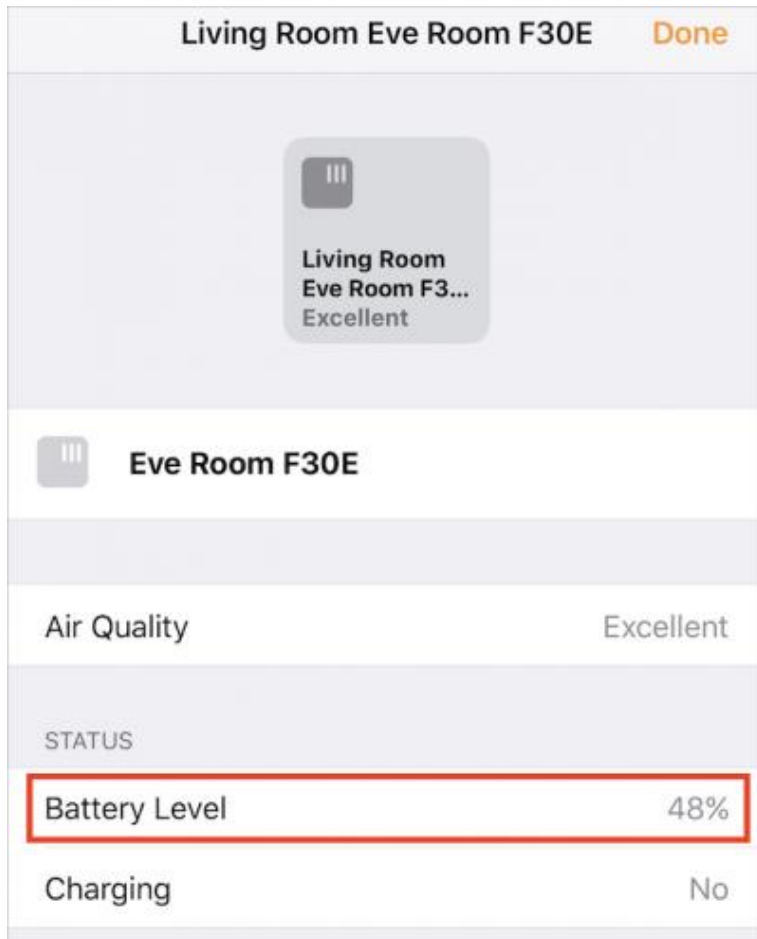 Living Room Eve Room F30E Done
Living Room
Eve Room F3...
Excellent
Eve Room F30E
Air Quality Excellent
STATUS
Battery Level 48%
Charging No